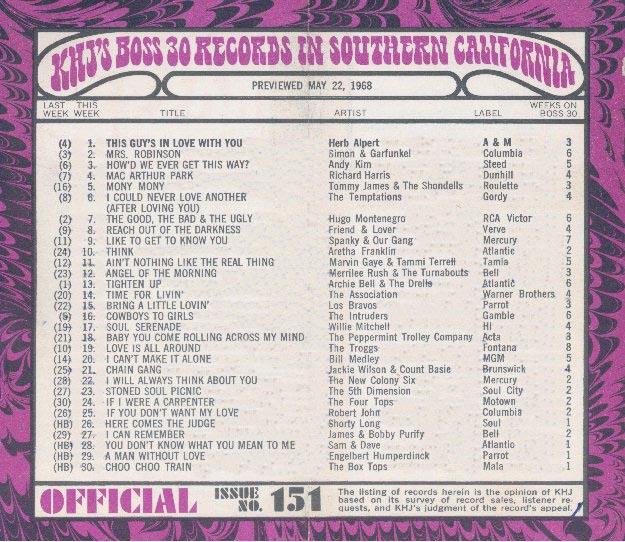 KHJ'S BOSS 30 RECORDS IN SOUTHERN CALIFORNIA
PREVIEWED MAY 22, 1968
LAST WEEK THIS WEEK TITLE ARTIST LABEL WEEKS ON BOSS 30
(4) 1. THIS GUY'S IN LOVE WITH YOU Herb Alpert A & M 3
(3) 2. MRS. ROBINSON Simon & Garfunkel Columbia 6
(6) 3. HOW'D WE EVER GET THIS WAY? Andy Kim Steed 5
(7) 4. MAC ARTHUR PARK Richard Harris Dunhill 4
(16) 5. MONY MONY Tommy James & The Shondells Roulette 3
(8) 6. I COULD NEVER LOVE ANOTHER The Temptations Gordy 4
(AFTER LOVING YOU)
(2) 7. THE GOOD, THE BAD & THE UGLY Hugo Montenegro RCA Victor 6
(9) 8. REACH OUT OF THE DARKNESS Friend & Lover Verve 4
(11) 9. LIKE TO GET TO KNOW YOU Spanky & Our Gang Mercury 7
(24) 10. THINK Aretha Franklin Atlantic 2
(12) 11. AIN'T NOTHING LIKE THE REAL THING Marvin Gaye & Tammi Terrell Tamla 5
(23) 12. ANGEL OF THE MORNING Merrilee Rush & The Turnabouts Bell 3
(1) 13. TIGHTEN UP Archie Bell & The Drells Atlantic 6
(20) 14. TIME FOR LIVIN' The Association Warner Brothers 4
(22) 15. BRING A LITTLE LOVIN' Los Bravos Parrot 3
(5) 16. COWBOYS TO GIRLS The Intruders Gamble 6
(19) 17. SOUL SERENADE Willie Mitchell Hi 4
(21) 18. BABY YOU COME ROLLING ACROSS MY MIND The Peppermint Trolley Company Acta 3
(10) 19. LOVE IS ALL AROUND The Troggs Fontana 8
(14) 20. I CAN'T MAKE IT ALONE Bill Medley MGM 5
(25) 21. CHAIN GANG Jackie Wilson & Count Basie Brunswick 4
(28) 22. I WILL ALWAYS THINK ABOUT YOU The New Colony Six Mercury 2
(27) 23. STONED SOUL PICNIC The 5th Dimension Soul City 2
(30) 24. IF I WERE A CARPENTER The Four Tops Motown 2
(26) 25. IF YOU DON'T WANT MY LOVE Robert John Columbia 2
(HB) 26. HERE COMES THE JUDGE Shorty Long Soul 1
(29) 27. I CAN REMEMBER James & Bobby Purify Bell 2
(HB) 28. YOU DON'T KNOW WHAT YOU MEAN TO ME Sam & Dave Atlantic 1
(HB) 29. A MAN WITHOUT LOVE Engelbert Humperdinck Parrot 1
(HB) 30. CHOO CHOO TRAIN The Box Tops Mala 1
OFFICIAL ISSUE NO. 151
The listing of records herein is the opinion of KHJ
based on its survey of record sales, listener re-
quests, and KHJ's judgment of the record's appeal.